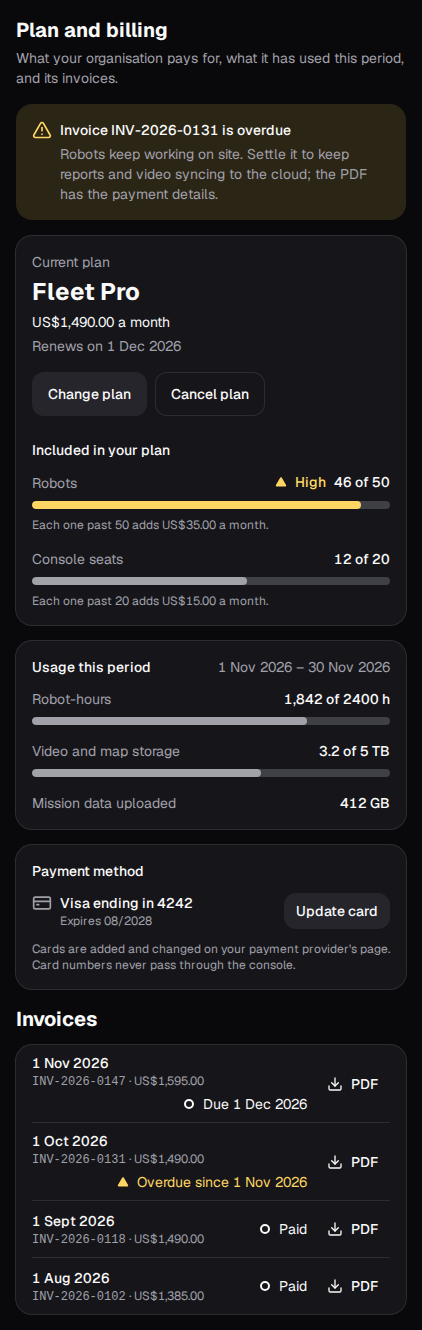 Plan and billing
What your organisation pays for, what it has used this period,
and its invoices.
Invoice INV-2026-0131 is overdue
Robots keep working on site. Settle it to keep
reports and video syncing to the cloud; the PDF
has the payment details.
Current plan
Fleet Pro
US$1,490.00 a month
Renews on 1 Dec 2026
Change plan
Cancel plan
Included in your plan
Robots High 46 of 50
Each one past 50 adds US$35.00 a month.
Console seats 12 of 20
Each one past 20 adds US$15.00 a month.
Usage this period 1 Nov 2026 – 30 Nov 2026
Robot-hours 1,842 of 2400 h
Video and map storage 3.2 of 5 TB
Mission data uploaded 412 GB
Payment method
Visa ending in 4242
Expires 08/2028
Update card
Cards are added and changed on your payment provider's page.
Card numbers never pass through the console.
Invoices
1 Nov 2026
INV-2026-0147 · US$1,595.00
Due 1 Dec 2026
PDF
1 Oct 2026
INV-2026-0131 · US$1,490.00
Overdue since 1 Nov 2026
PDF
1 Sept 2026
INV-2026-0118 · US$1,490.00
Paid
PDF
1 Aug 2026
INV-2026-0102 · US$1,385.00
Paid
PDF